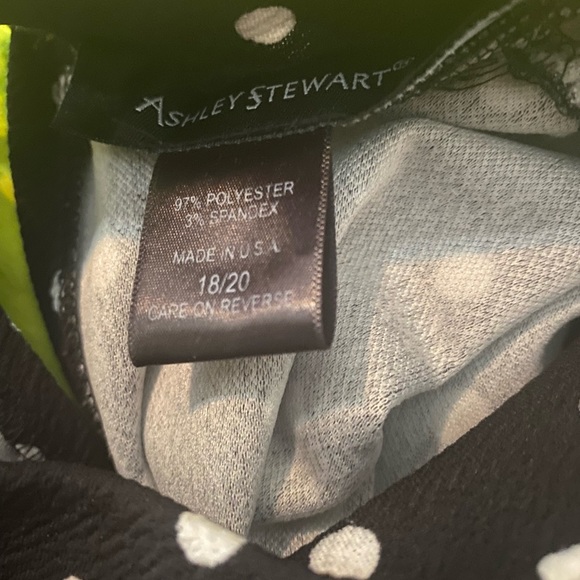 ASHLEY STEWART
97% POLYESTER
3% SPANDEX
MADE IN U.S.A
18/20
CARE ON REVERSE